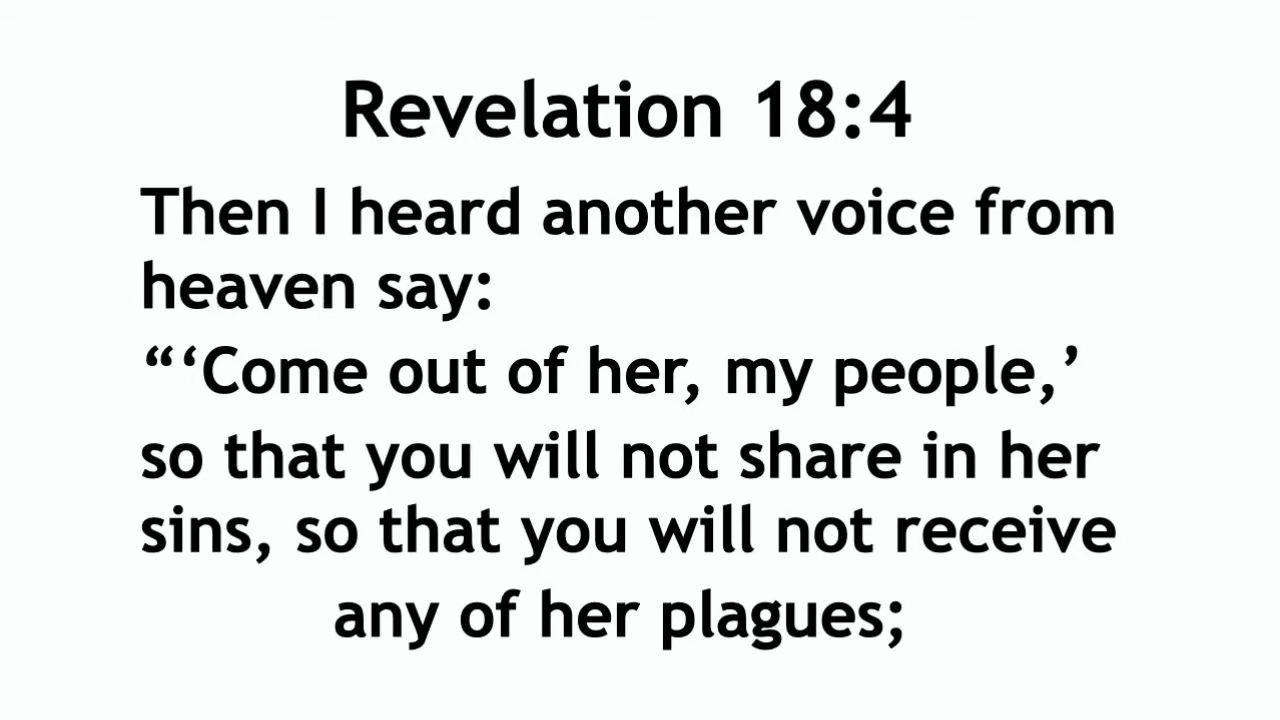 Revelation 18:4
Then I heard another voice from
heaven say:
“‘Come out of her, my people,’
so that you will not share in her
sins, so that you will not receive
any of her plagues;